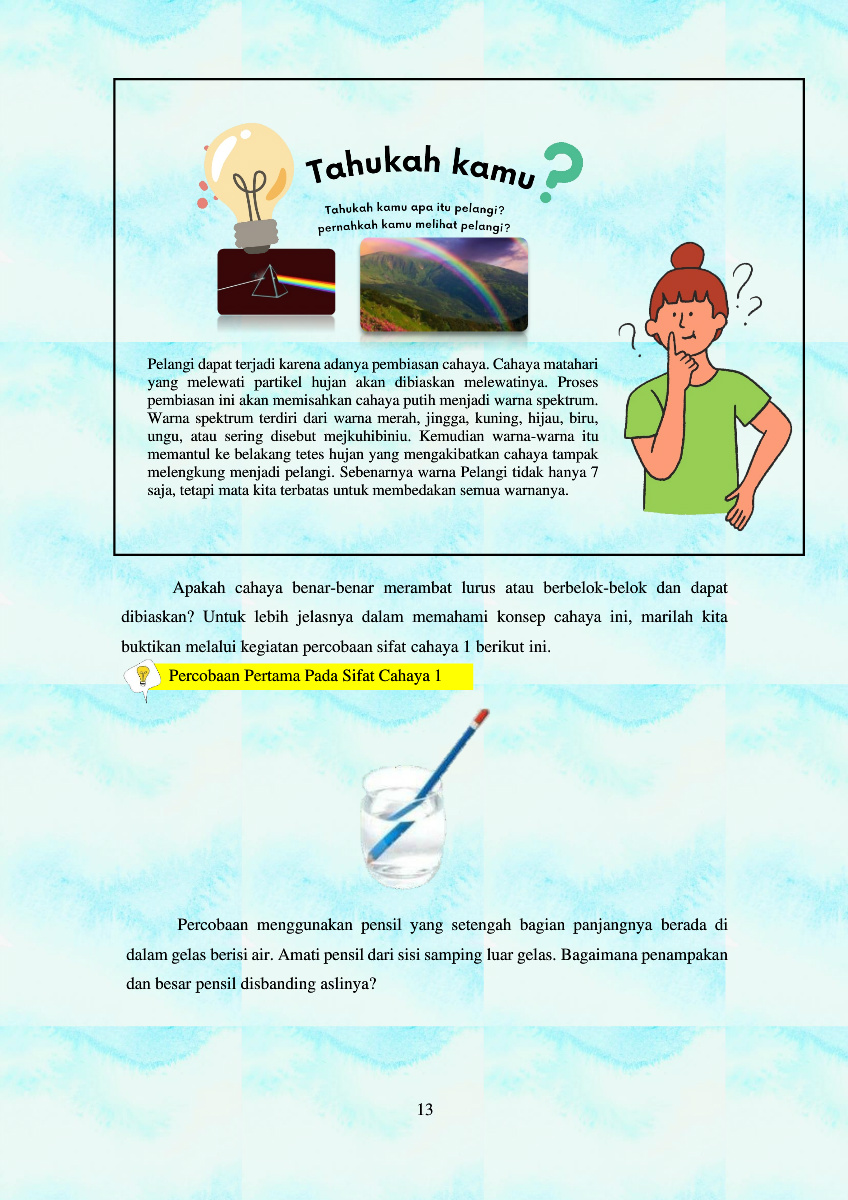 Tahukah kamu?
Tahukah kamu apa itu pelangi?
pernahkah kamu melihat pelangi?
Pelangi dapat terjadi karena adanya pembiasan cahaya. Cahaya matahari
yang melewati partikel hujan akan dibiaskan melewatinya. Proses
pembiasan ini akan memisahkan cahaya putih menjadi warna spektrum.
Warna spektrum terdiri dari warna merah, jingga, kuning, hijau, biru,
ungu, atau sering disebut mejkuhibiniu. Kemudian warna-warna itu
memantul ke belakang tetes hujan yang mengakibatkan cahaya tampak
melengkung menjadi pelangi. Sebenarnya warna Pelangi tidak hanya 7
saja, tetapi mata kita terbatas untuk membedakan semua warnanya.
? ? ?
Apakah cahaya benar-benar merambat lurus atau berbelok-belok dan dapat
dibiaskan? Untuk lebih jelasnya dalam memahami konsep cahaya ini, marilah kita
buktikan melalui kegiatan percobaan sifat cahaya 1 berikut ini.
Percobaan Pertama Pada Sifat Cahaya 1
Percobaan menggunakan pensil yang setengah bagian panjangnya berada di
dalam gelas berisi air. Amati pensil dari sisi samping luar gelas. Bagaimana penampakan
dan besar pensil disbanding aslinya?
13